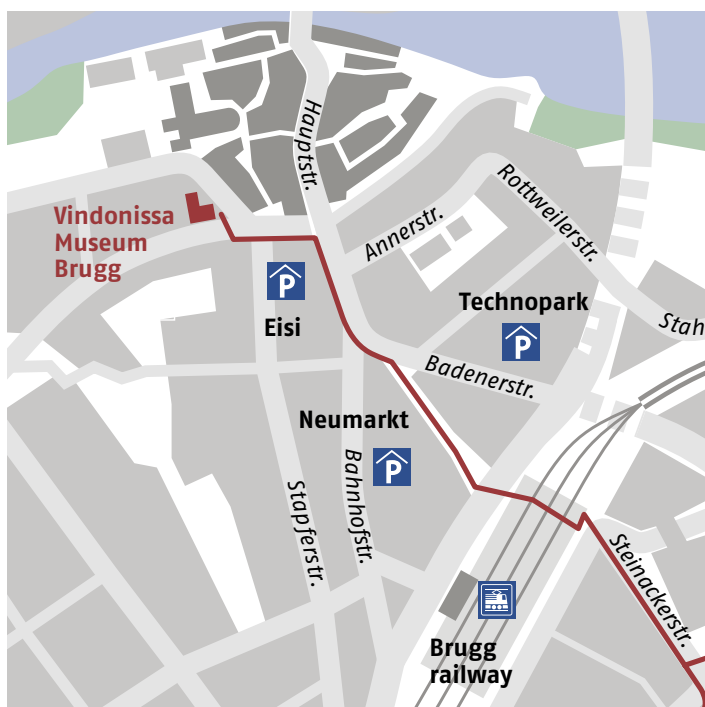 Hauptstr.
Rottweilerstr.
Annerstr.
Vindonissa
Museum
Brugg
P
Eisi
Technopark
P
Stah
Badenerstr.
Neumarkt
P
Bahnhofstr.
Stapferstr.
Steinackerstr.
Brugg
railway